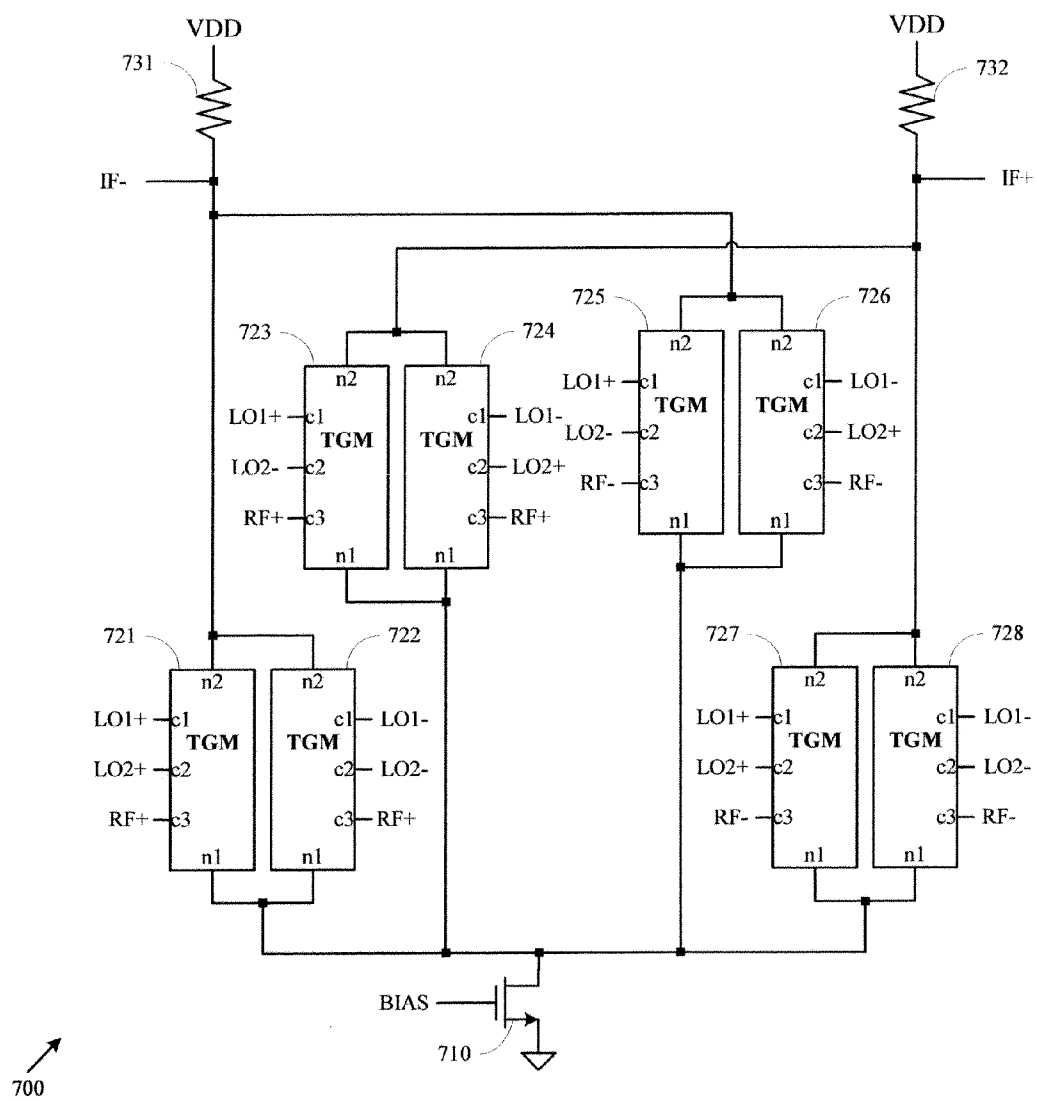 VDD
VDD
731
732
IF-
IF+
725
726
723
724
n2
n2
n2
n2
LO1+
c1
c1
LO1-
TGM
TGM
LO1+
c1
c1
LO1-
LO2-
c2
c2
LO2+
TGM
TGM
LO2-
c2
c2
LO2+
RF-
c3
c3
RF-
RF+
c3
c3
RF+
n1
n1
n1
n1
721
722
727
728
n2
n2
n2
n2
LO1+
c1
c1
LO1-
LO1+
c1
c1
LO1-
TGM
TGM
TGM
TGM
LO2+
c2
c2
LO2-
LO2+
c2
c2
LO2-
RF+
c3
c3
RF+
RF-
c3
c3
RF-
n1
n1
n1
n1
BIAS
710
700